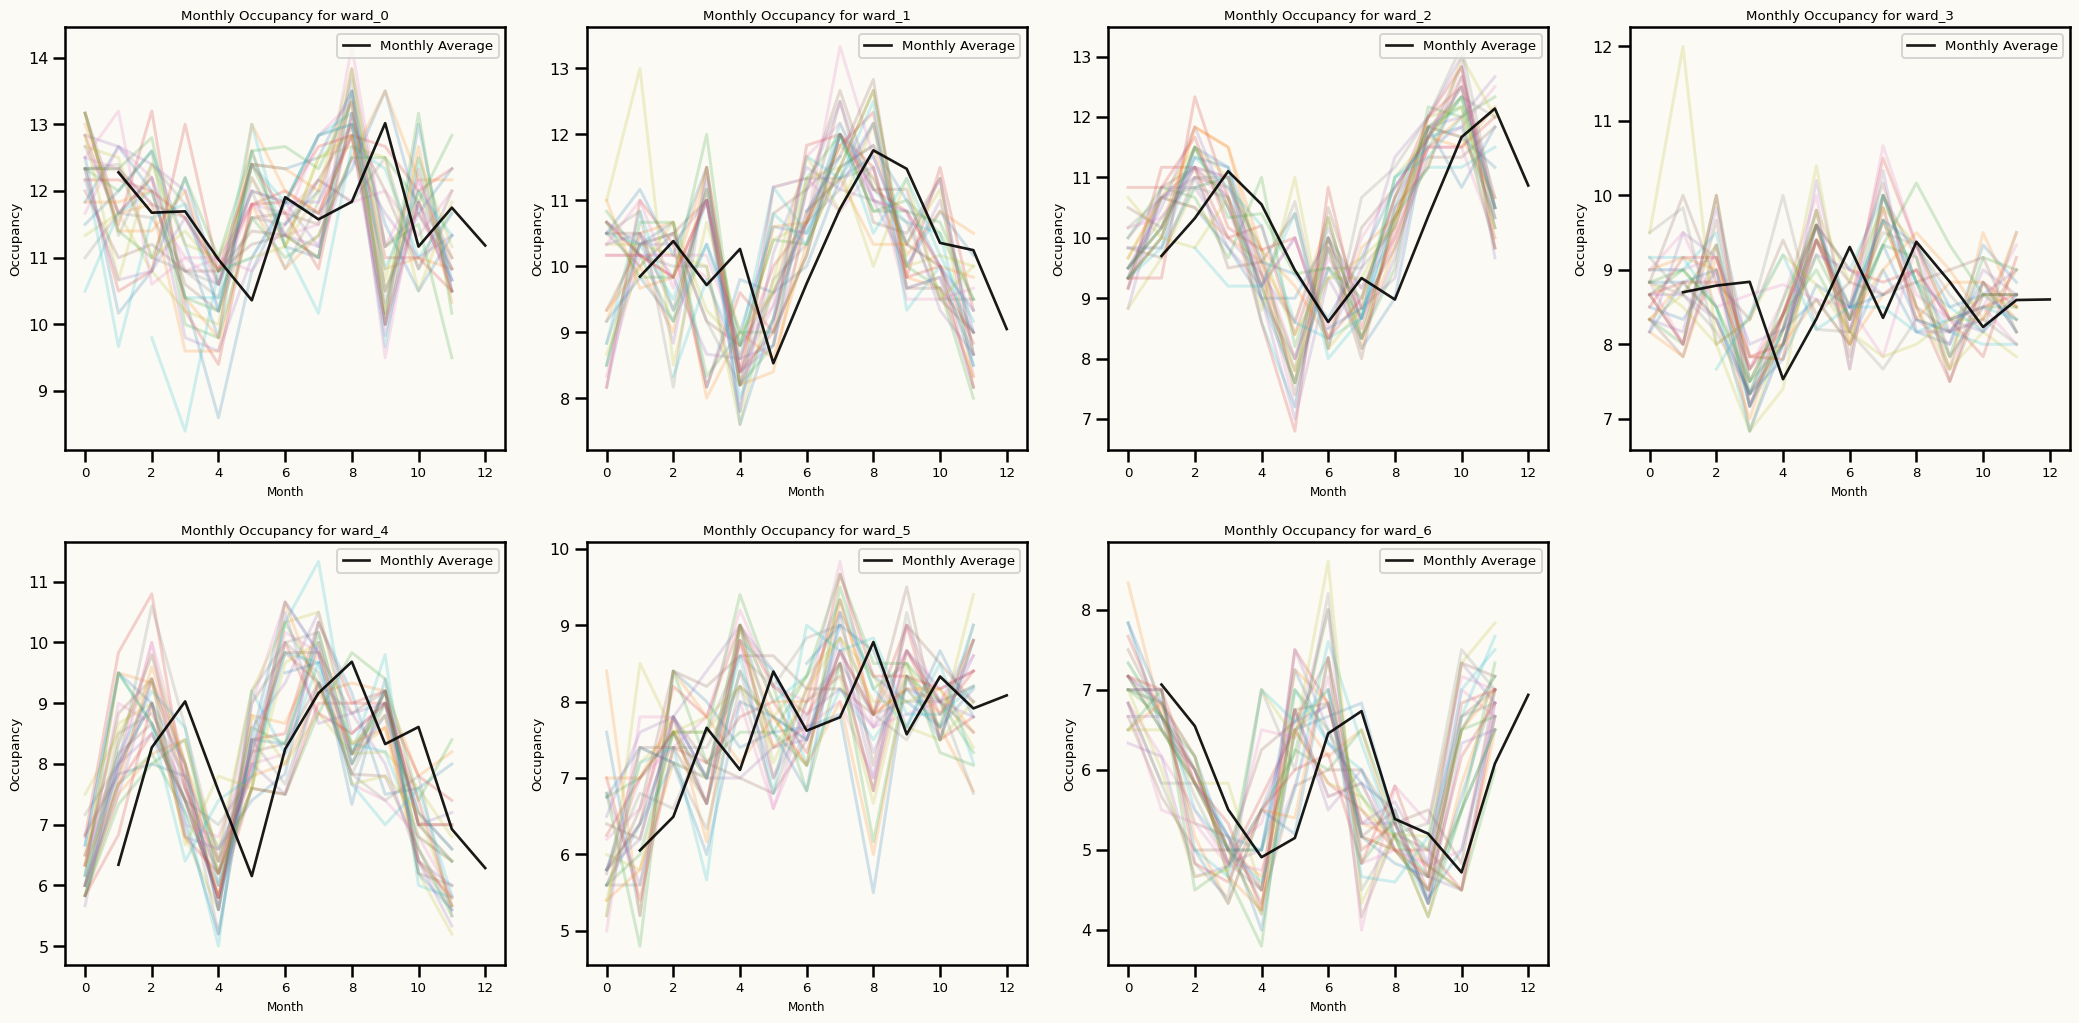 Monthly Occupancy for ward_0
Monthly Average
Occupancy
14
13
12
11
10
9
0 2 4 6 8 10 12
Month
Monthly Occupancy for ward_1
Monthly Average
Occupancy
13
12
11
10
9
8
0 2 4 6 8 10 12
Month
Monthly Occupancy for ward_2
Monthly Average
Occupancy
13
12
11
10
9
8
7
0 2 4 6 8 10 12
Month
Monthly Occupancy for ward_3
Monthly Average
Occupancy
12
11
10
9
8
7
0 2 4 6 8 10 12
Month
Monthly Occupancy for ward_4
Monthly Average
Occupancy
11
10
9
8
7
6
5
0 2 4 6 8 10 12
Month
Monthly Occupancy for ward_5
Monthly Average
Occupancy
10
9
8
7
6
5
0 2 4 6 8 10 12
Month
Monthly Occupancy for ward_6
Monthly Average
Occupancy
8
7
6
5
4
0 2 4 6 8 10 12
Month